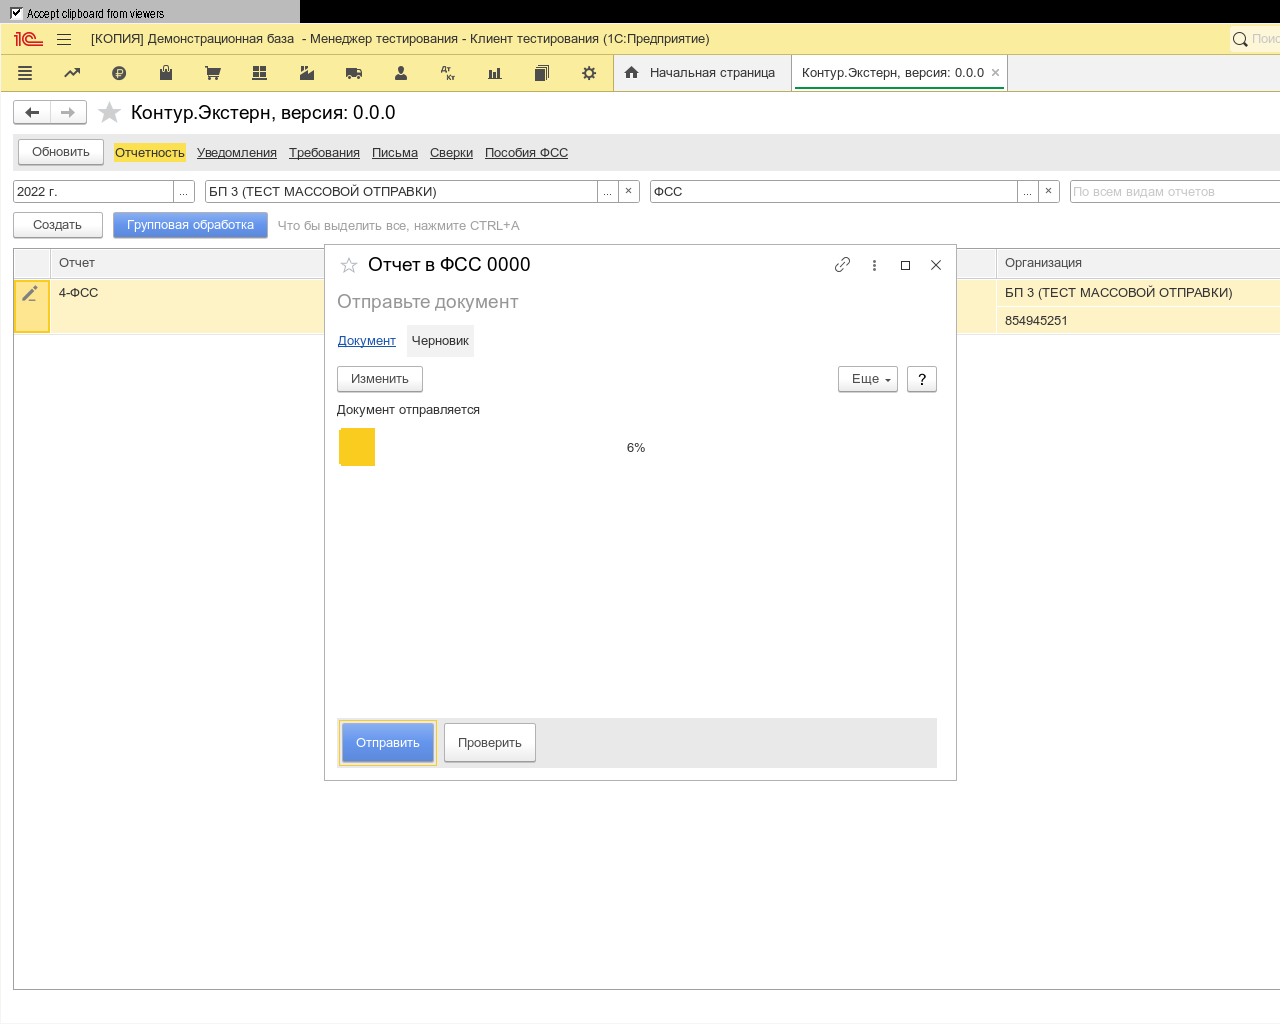 Accept clipboard from viewers
[КОПИЯ] Демонстрационная база - Менеджер тестирования - Клиент тестирования (1С:Предприятие)
Поис
Начальная страница
Контур.Экстерн, версия: 0.0.0
Контур.Экстерн, версия: 0.0.0
Обновить Отчетность Уведомления Требования Письма Сверки Пособия ФСС
2022 г. ... БП 3 (ТЕСТ МАССОВОЙ ОТПРАВКИ) ... × ФСС ... × По всем видам отчетов
Создать Групповая обработка Что бы выделить все, нажмите CTRL+A
Отчет Организация
4-ФСС БП 3 (ТЕСТ МАССОВОЙ ОТПРАВКИ)
854945251
Отчет в ФСС 0000
Отправьте документ
Документ Черновик
Изменить Еще ?
Документ отправляется
6%
Отправить Проверить